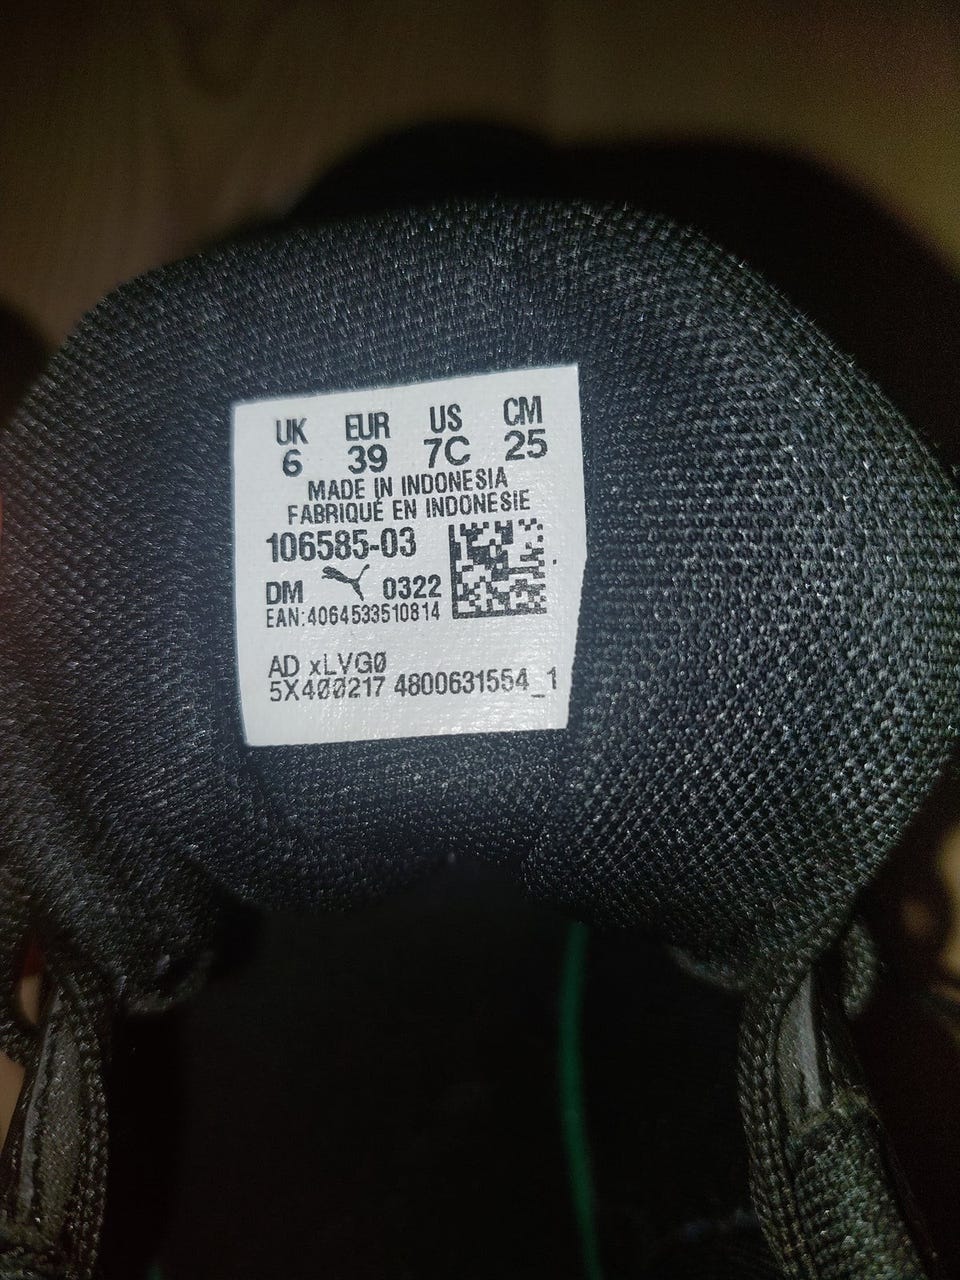 UK EUR US CM
6 39 7C 25
MADE IN INDONESIA
FABRIQUÉ EN INDONESIE
106585-03
DM 0322
EAN:4064533510814
AD xLVG0
5X400217 4800631554_1